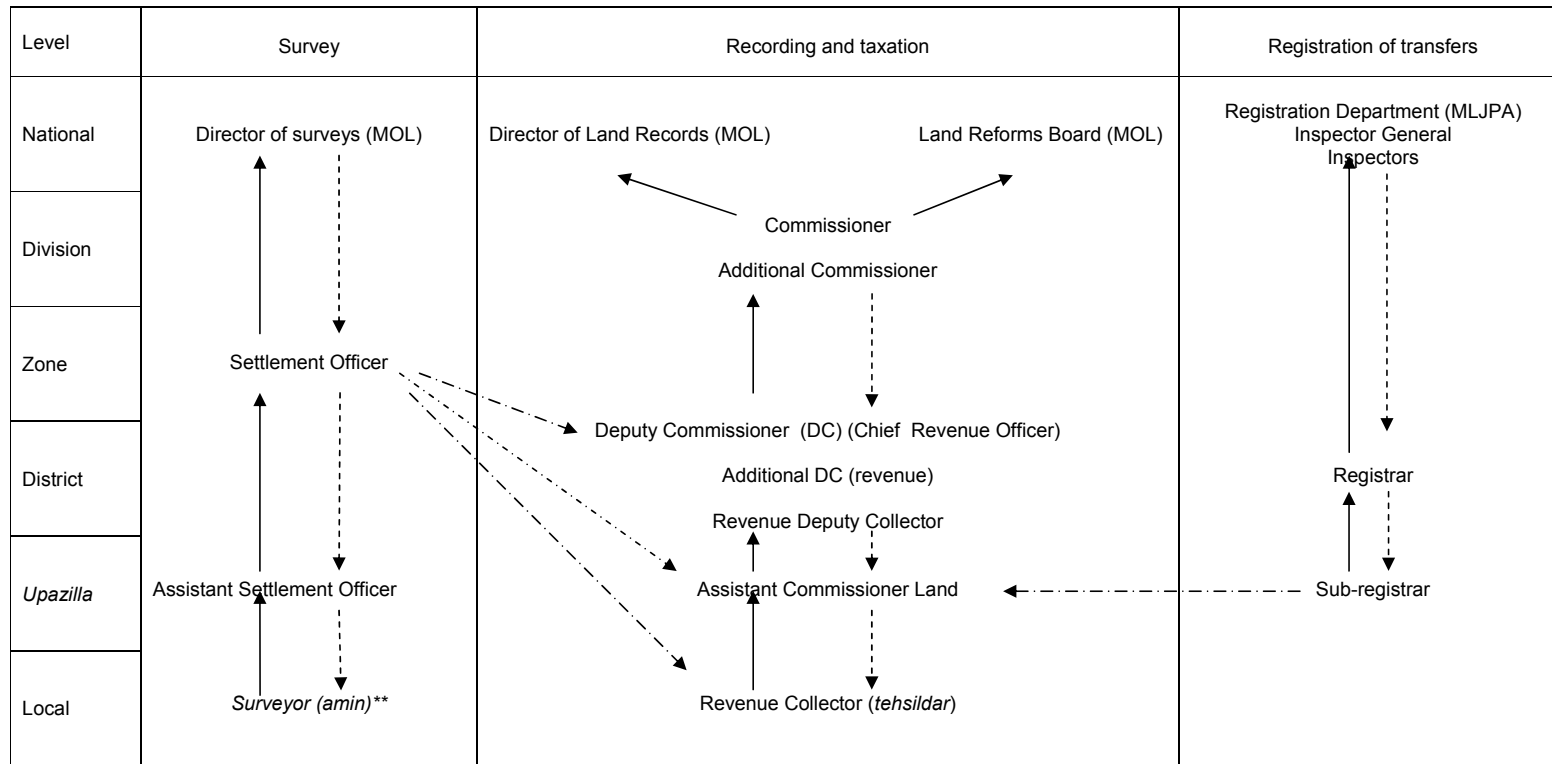 Level
Survey
Recording and taxation
Registration of transfers
National
Director of surveys (MOL)
Director of Land Records (MOL)
Land Reforms Board (MOL)
Registration Department (MLJPA)
Inspector General
Inspectors
Division
Commissioner
Additional Commissioner
Zone
Settlement Officer
Deputy Commissioner (DC) (Chief Revenue Officer)
District
Additional DC (revenue)
Registrar
Revenue Deputy Collector
Upazilla
Assistant Settlement Officer
Assistant Commissioner Land
Sub-registrar
Local
Surveyor (amin)**
Revenue Collector (tehsildar)